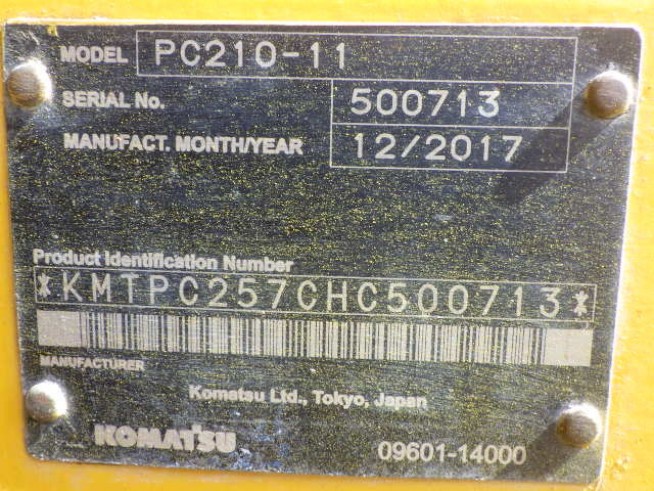 MODEL PC210-11
SERIAL No. 500713
MANUFACT. MONTH/YEAR 12/2017
Product Identification Number
*KMTPC257CHC500713*
MANUFACTURER
Komatsu Ltd., Tokyo, Japan
KOMATSU 09601-14000